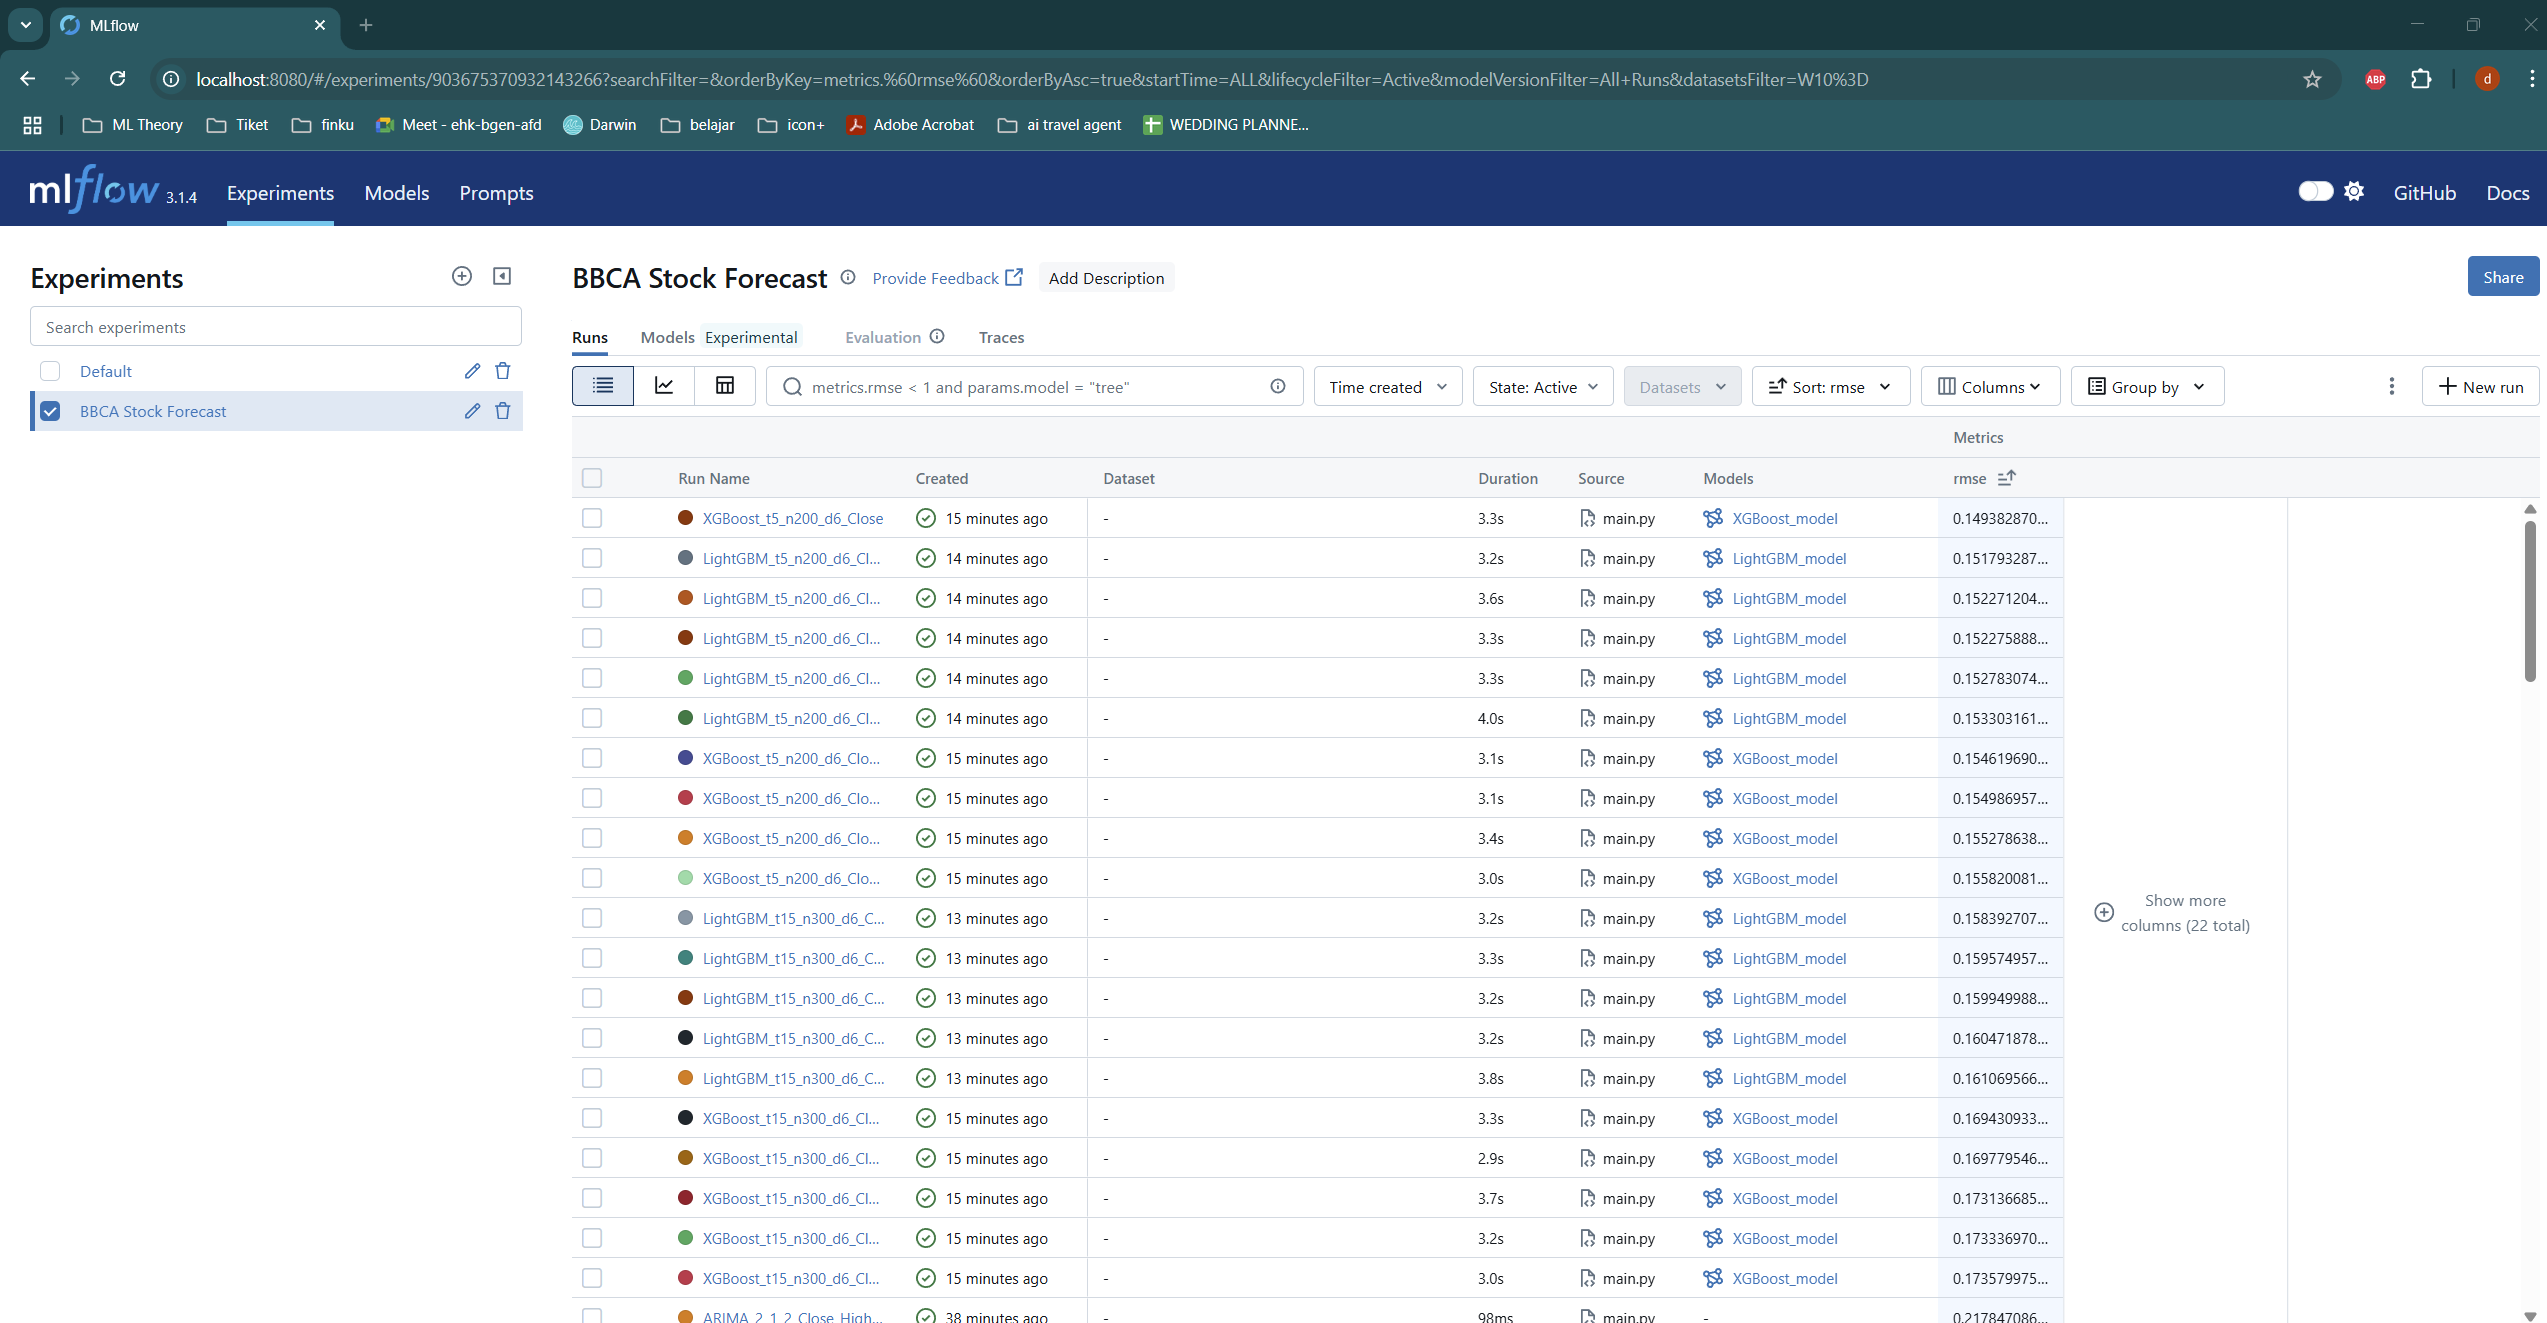 MLflow
localhost:8080/#/experiments/903675370932143266?searchFilter=&orderByKey=metrics.%60rmse%60&orderByAsc=true&startTime=ALL&lifecycleFilter=Active&modelVersionFilter=All+Runs&datasetsFilter=W10%3D
ABP
d
ML Theory Tiket finku Meet - ehk-bgen-afd Darwin belajar icon+ Adobe Acrobat ai travel agent WEDDING PLANNE...
mlflow 3.1.4 Experiments Models Prompts GitHub Docs
Experiments
Search experiments
Default
BBCA Stock Forecast
BBCA Stock Forecast Provide Feedback Add Description Share
Runs Models Experimental Evaluation Traces
metrics.rmse < 1 and params.model = "tree" Time created State: Active Datasets Sort: rmse Columns Group by New run
Metrics
Run Name Created Dataset Duration Source Models rmse
XGBoost_t5_n200_d6_Close 15 minutes ago - 3.3s main.py XGBoost_model 0.149382870...
LightGBM_t5_n200_d6_Cl... 14 minutes ago - 3.2s main.py LightGBM_model 0.151793287...
LightGBM_t5_n200_d6_Cl... 14 minutes ago - 3.6s main.py LightGBM_model 0.152271204...
LightGBM_t5_n200_d6_Cl... 14 minutes ago - 3.3s main.py LightGBM_model 0.152275888...
LightGBM_t5_n200_d6_Cl... 14 minutes ago - 3.3s main.py LightGBM_model 0.152783074...
LightGBM_t5_n200_d6_Cl... 14 minutes ago - 4.0s main.py LightGBM_model 0.153303161...
XGBoost_t5_n200_d6_Clo... 15 minutes ago - 3.1s main.py XGBoost_model 0.154619690...
XGBoost_t5_n200_d6_Clo... 15 minutes ago - 3.1s main.py XGBoost_model 0.154986957...
XGBoost_t5_n200_d6_Clo... 15 minutes ago - 3.4s main.py XGBoost_model 0.155278638...
XGBoost_t5_n200_d6_Clo... 15 minutes ago - 3.0s main.py XGBoost_model 0.155820081...
LightGBM_t15_n300_d6_C... 13 minutes ago - 3.2s main.py LightGBM_model 0.158392707...
LightGBM_t15_n300_d6_C... 13 minutes ago - 3.3s main.py LightGBM_model 0.159574957...
LightGBM_t15_n300_d6_C... 13 minutes ago - 3.2s main.py LightGBM_model 0.159949988...
LightGBM_t15_n300_d6_C... 13 minutes ago - 3.2s main.py LightGBM_model 0.160471878...
LightGBM_t15_n300_d6_C... 13 minutes ago - 3.8s main.py LightGBM_model 0.161069566...
XGBoost_t15_n300_d6_Cl... 15 minutes ago - 3.3s main.py XGBoost_model 0.169430933...
XGBoost_t15_n300_d6_Cl... 15 minutes ago - 2.9s main.py XGBoost_model 0.169779546...
XGBoost_t15_n300_d6_Cl... 15 minutes ago - 3.7s main.py XGBoost_model 0.173136685...
XGBoost_t15_n300_d6_Cl... 15 minutes ago - 3.2s main.py XGBoost_model 0.173336970...
XGBoost_t15_n300_d6_Cl... 15 minutes ago - 3.0s main.py XGBoost_model 0.173579975...
ARIMA_2_1_2_Close_High... 38 minutes ago - 98ms main.py - 0.217847086...
Show more
columns (22 total)